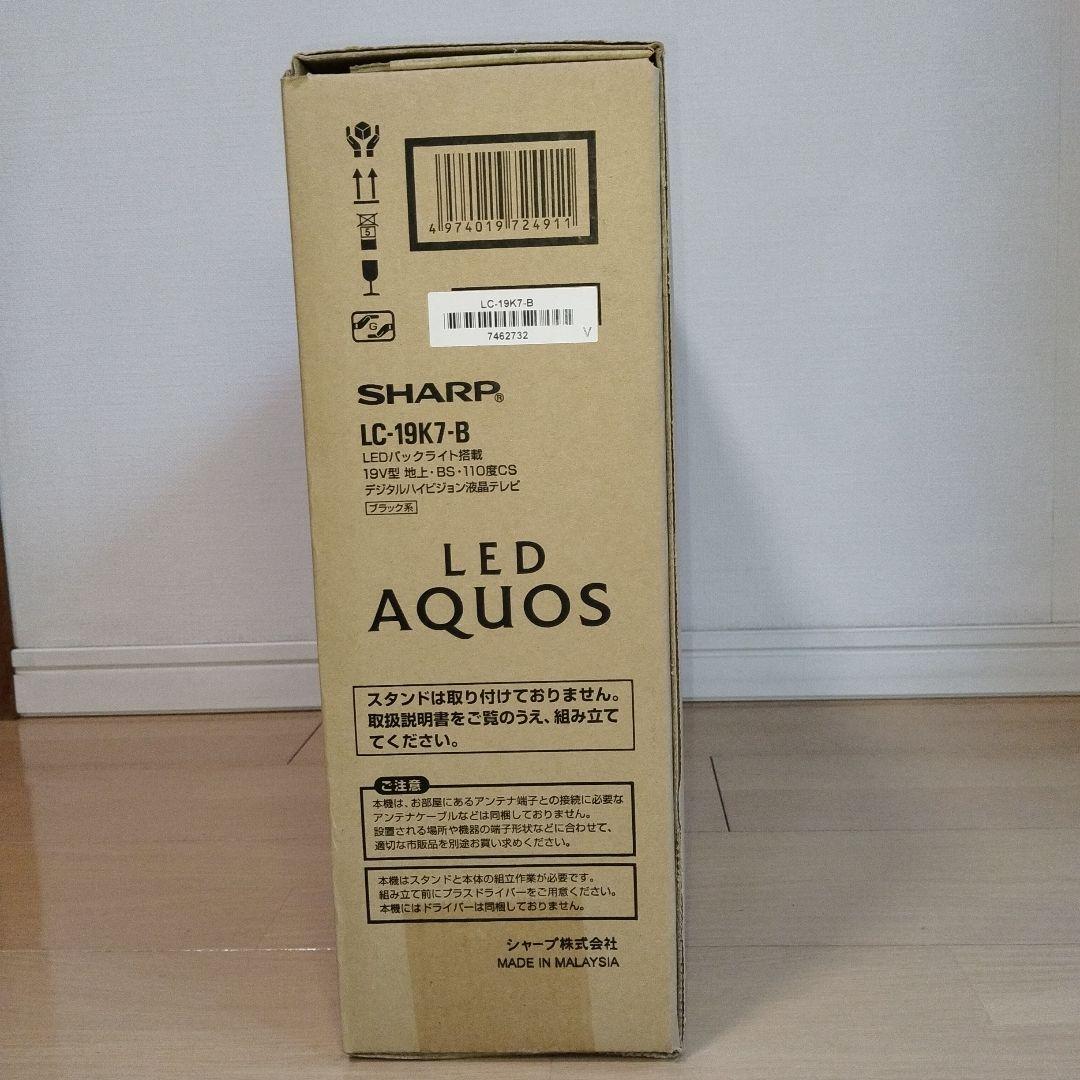 4 974019 724911
5
LC-19K7-B
7462732
V
G
SHARP®
LC-19K7-B
LEDバックライト搭載
19V型 地上・BS・110度CS
デジタルハイビジョン液晶テレビ
ブラック系
LED
AQUOS
スタンドは取り付けておりません。
取扱説明書をご覧のうえ、組み立て
てください。
ご注意
本機は、お部屋にあるアンテナ端子との接続に必要な
アンテナケーブルなどは同梱しておりません。
設置される場所や機器の端子形状などに合わせて、
適切な市販品を別途お買い求めください。
本機はスタンドと本体の組立作業が必要です。
組み立て前にプラスドライバーをご用意ください。
本機にはドライバーは同梱しておりません。
シャープ株式会社
MADE IN MALAYSIA